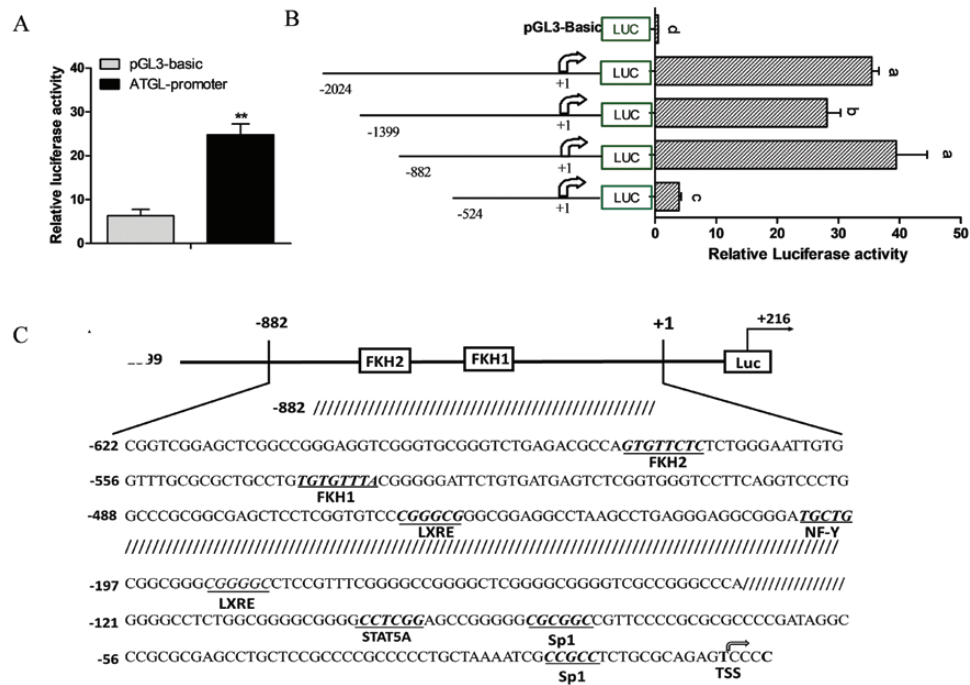 A
pGL3-basic
ATGL-promoter
Relative luciferase activity
40
30
20
10
0
**
B
pGL3-Basic
LUC
d
-2024
+1
LUC
a
-1399
+1
LUC
b
-882
+1
LUC
a
-524
+1
LUC
c
0
10
20
30
40
50
Relative Luciferase activity
C
-882
+1
+216
99
FKH2
FKH1
Luc
-882 //////////////////////////////////////
-622 CGGTCGGAGCTCGGCCGGGAGGTCGGGTGCGGGTCTGAGACGCCAGTGTTCTCTCTGGGAATTGTG
FKH2
-556 GTTTGCGCGCTGCCTGTGTGTTTACGGGGGATTCTGTGATGAGTCTCGGTGGGTCCTTCAGGTCCCTG
FKH1
-488 GCCCGCGGCGAGCTCCTCGGTGTCCCGGGCGGGCGGAGGCCTAAGCCTGAGGGAGGCGGGATGCTG
LXRE
NF-Y
////////////////////////////////////////////////////////////////////////////////
-197 CGGCGGGCGGGGCCTCCGTTTCGGGGCCGGGGCTCGGGGCGGGGTCGCCGGGCCCA///////////////
LXRE
-121 GGGGCCTCTGGCGGGGCGGGGCCTCGGAGCCGGGGGCGCGGCCGTTCCCCGCGCGCCCCGATAGGC
STAT5A
Sp1
-56 CCGCGCGAGCCTGCTCCGCCCCGCCCCCTGCTAAAATCGCCGCCTCTGCGCAGAGTCCCC
Sp1
TSS